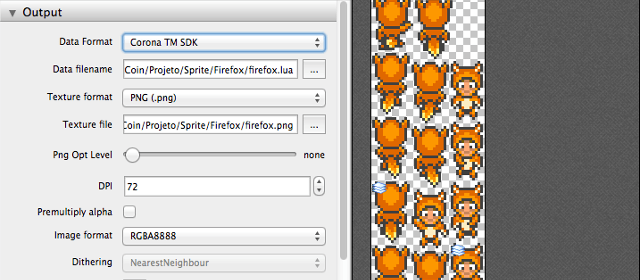 Output
Data Format Corona TM SDK
Data filename Coin/Projeto/Sprite/Firefox/firefox.lua ...
Texture format PNG (.png)
Texture file Coin/Projeto/Sprite/Firefox/firefox.png ...
Png Opt Level none
DPI 72
Premultiply alpha
Image format RGBA8888
Dithering NearestNeighbour